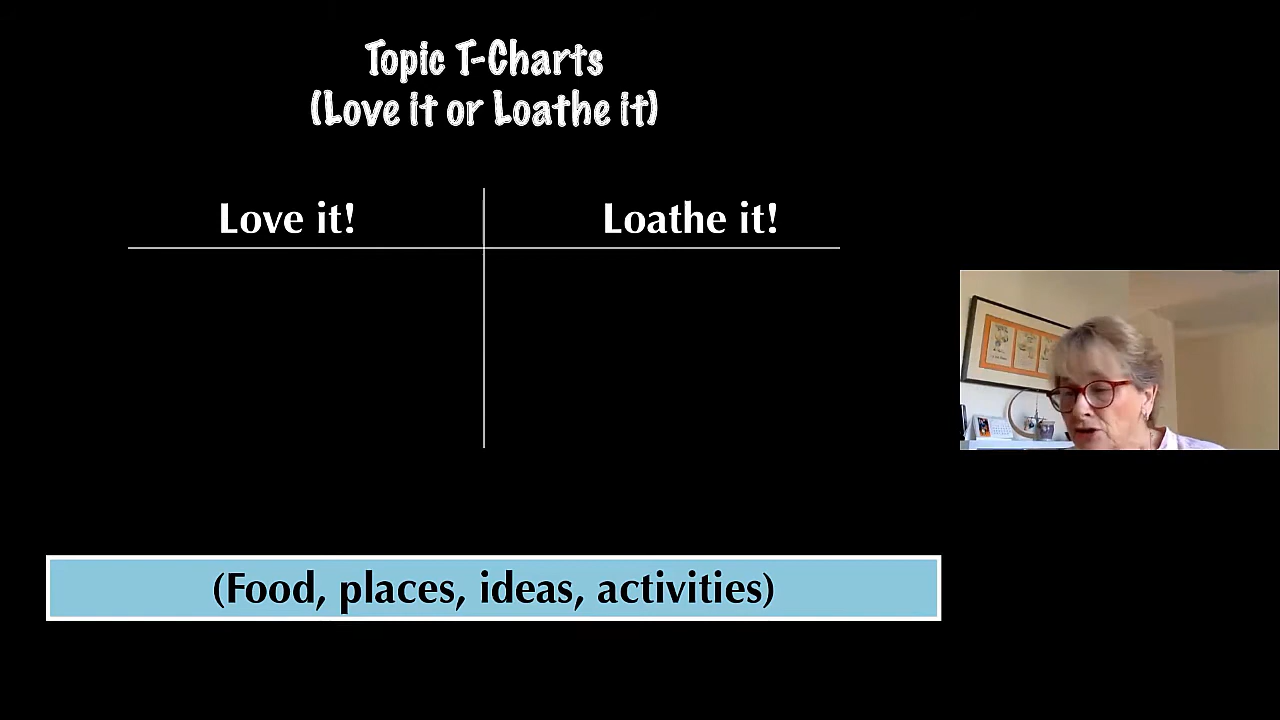 Topic T-Charts
(Love it or Loathe it)
Love it!
Loathe it!
(Food, places, ideas, activities)